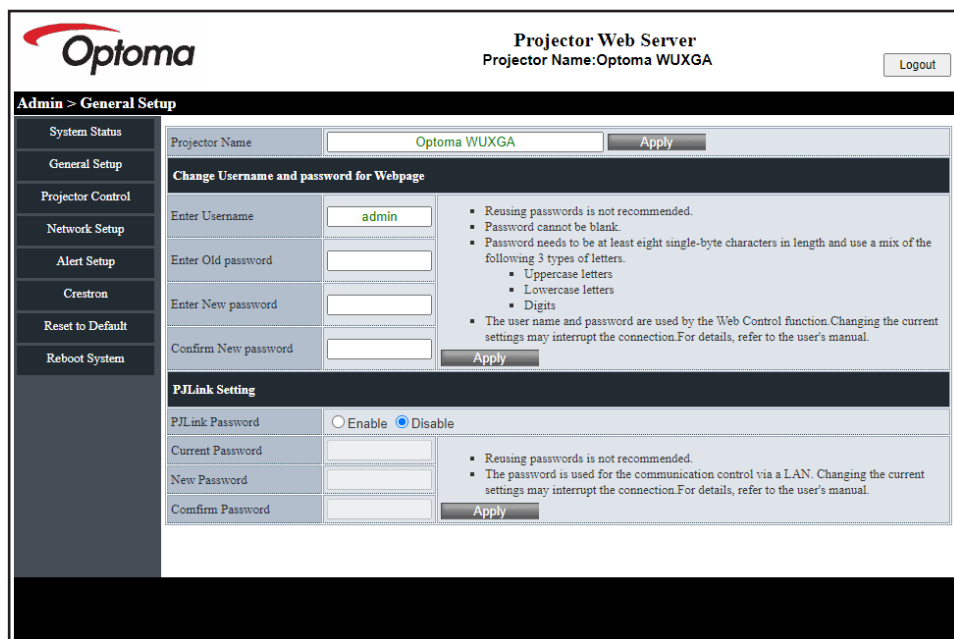 Optoma
Projector Web Server
Projector Name:Optoma WUXGA
Logout
Admin > General Setup
System Status
General Setup
Projector Control
Network Setup
Alert Setup
Crestron
Reset to Default
Reboot System
Projector Name
Optoma WUXGA
Apply
Change Username and password for Webpage
Enter Username
admin
Enter Old password
Enter New password
Confirm New password
Reusing passwords is not recommended.
Password cannot be blank.
Password needs to be at least eight single-byte characters in length and use a mix of the
following 3 types of letters.
Uppercase letters
Lowercase letters
Digits
The user name and password are used by the Web Control function.Changing the current
settings may interrupt the connection.For details, refer to the user's manual.
Apply
PJLink Setting
PJLink Password
Enable Disable
Current Password
New Password
Comfirm Password
Reusing passwords is not recommended.
The password is used for the communication control via a LAN. Changing the current
settings may interrupt the connection.For details, refer to the user's manual.
Apply